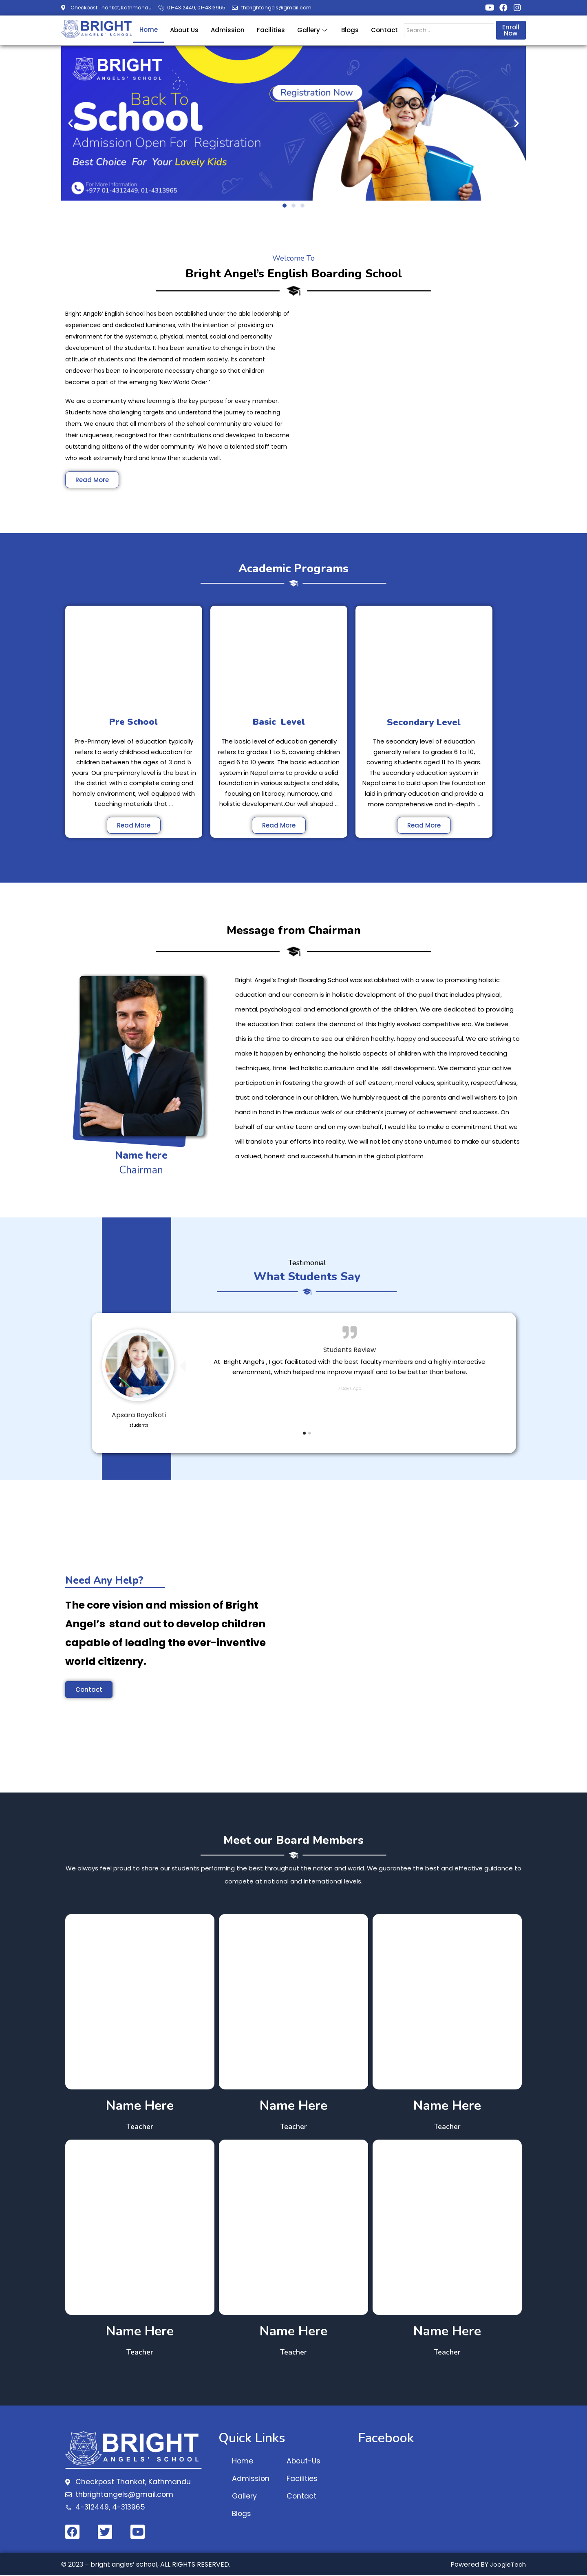 Checkpost Thankot, Kathmandu 01-4312449, 01-4313965 thbrightangels@gmail.com
BRIGHT
ANGELS' SCHOOL
Home About Us Admission Facilities Gallery Blogs Contact Search... Enroll Now
BRIGHT
ANGELS' SCHOOL
Back To
School
Admission Open For Registration
Best Choice For Your Lovely Kids
Registration Now
For More Information
+977 01-4312449, 01-4313965
Welcome To
Bright Angel's English Boarding School
Bright Angels' English School has been established under the able leadership of
experienced and dedicated luminaries, with the intention of providing an
environment for the systematic, physical, mental, social and personality
development of the students. It has been sensitive to change in both the
attitude of students and the demand of modern society. Its constant
endeavor has been to incorporate necessary change so that children
become a part of the emerging 'New World Order.'
We are a community where learning is the key purpose for every member.
Students have challenging targets and understand the journey to reaching
them. We ensure that all members of the school community are valued for
their uniqueness, recognized for their contributions and developed to become
outstanding citizens of the wider community. We have a talented staff team
who work extremely hard and know their students well.
Read More
Academic Programs
Pre School
Pre-Primary level of education typically
refers to early childhood education for
children between the ages of 3 and 5
years. Our pre-primary level is the best in
the district with a complete caring and
homely environment, well equipped with
teaching materials that ...
Read More
Basic Level
The basic level of education generally
refers to grades 1 to 5, covering children
aged 6 to 10 years. The basic education
system in Nepal aims to provide a solid
foundation in various subjects and skills,
focusing on literacy, numeracy, and
holistic development.Our well shaped ...
Read More
Secondary Level
The secondary level of education
generally refers to grades 6 to 10,
covering students aged 11 to 15 years.
The secondary education system in
Nepal aims to build upon the foundation
laid in primary education and provide a
more comprehensive and in-depth ...
Read More
Message from Chairman
Bright Angel's English Boarding School was established with a view to promoting holistic
education and our concern is in holistic development of the pupil that includes physical,
mental, psychological and emotional growth of the children. We are dedicated to providing
the education that caters the demand of this highly evolved competitive era. We believe
this is the time to dream to see our children healthy, happy and successful. We are striving to
make it happen by enhancing the holistic aspects of children with the improved teaching
techniques, time-led holistic curriculum and life-skill development. We demand your active
participation in fostering the growth of self esteem, moral values, spirituality, respectfulness,
trust and tolerance in our children. We humbly request all the parents and well wishers to join
hand in hand in the arduous walk of our children's journey of achievement and success. On
behalf of our entire team and on my own behalf, I would like to make a commitment that we
will translate your efforts into reality. We will not let any stone unturned to make our students
a valued, honest and successful human in the global platform.
Name here
Chairman
Testimonial
What Students Say
Students Review
At Bright Angel's , I got facilitated with the best faculty members and a highly interactive
environment, which helped me improve myself and to be better than before.
7 Days Ago
Apsara Bayalkoti
students
Need Any Help?
The core vision and mission of Bright
Angel's stand out to develop children
capable of leading the ever-inventive
world citizenry.
Contact
Meet our Board Members
We always feel proud to share our students performing the best throughout the nation and world. We guarantee the best and effective guidance to
compete at national and international levels.
Name Here Name Here Name Here
Teacher Teacher Teacher
Name Here Name Here Name Here
Teacher Teacher Teacher
BRIGHT
ANGELS' SCHOOL
Checkpost Thankot, Kathmandu
thbrightangels@gmail.com
4-312449, 4-313965
Quick Links
Home About-Us
Admission Facilities
Gallery Contact
Blogs
Facebook
© 2023 – bright angles' school, ALL RIGHTS RESERVED. Powered BY JoogleTech